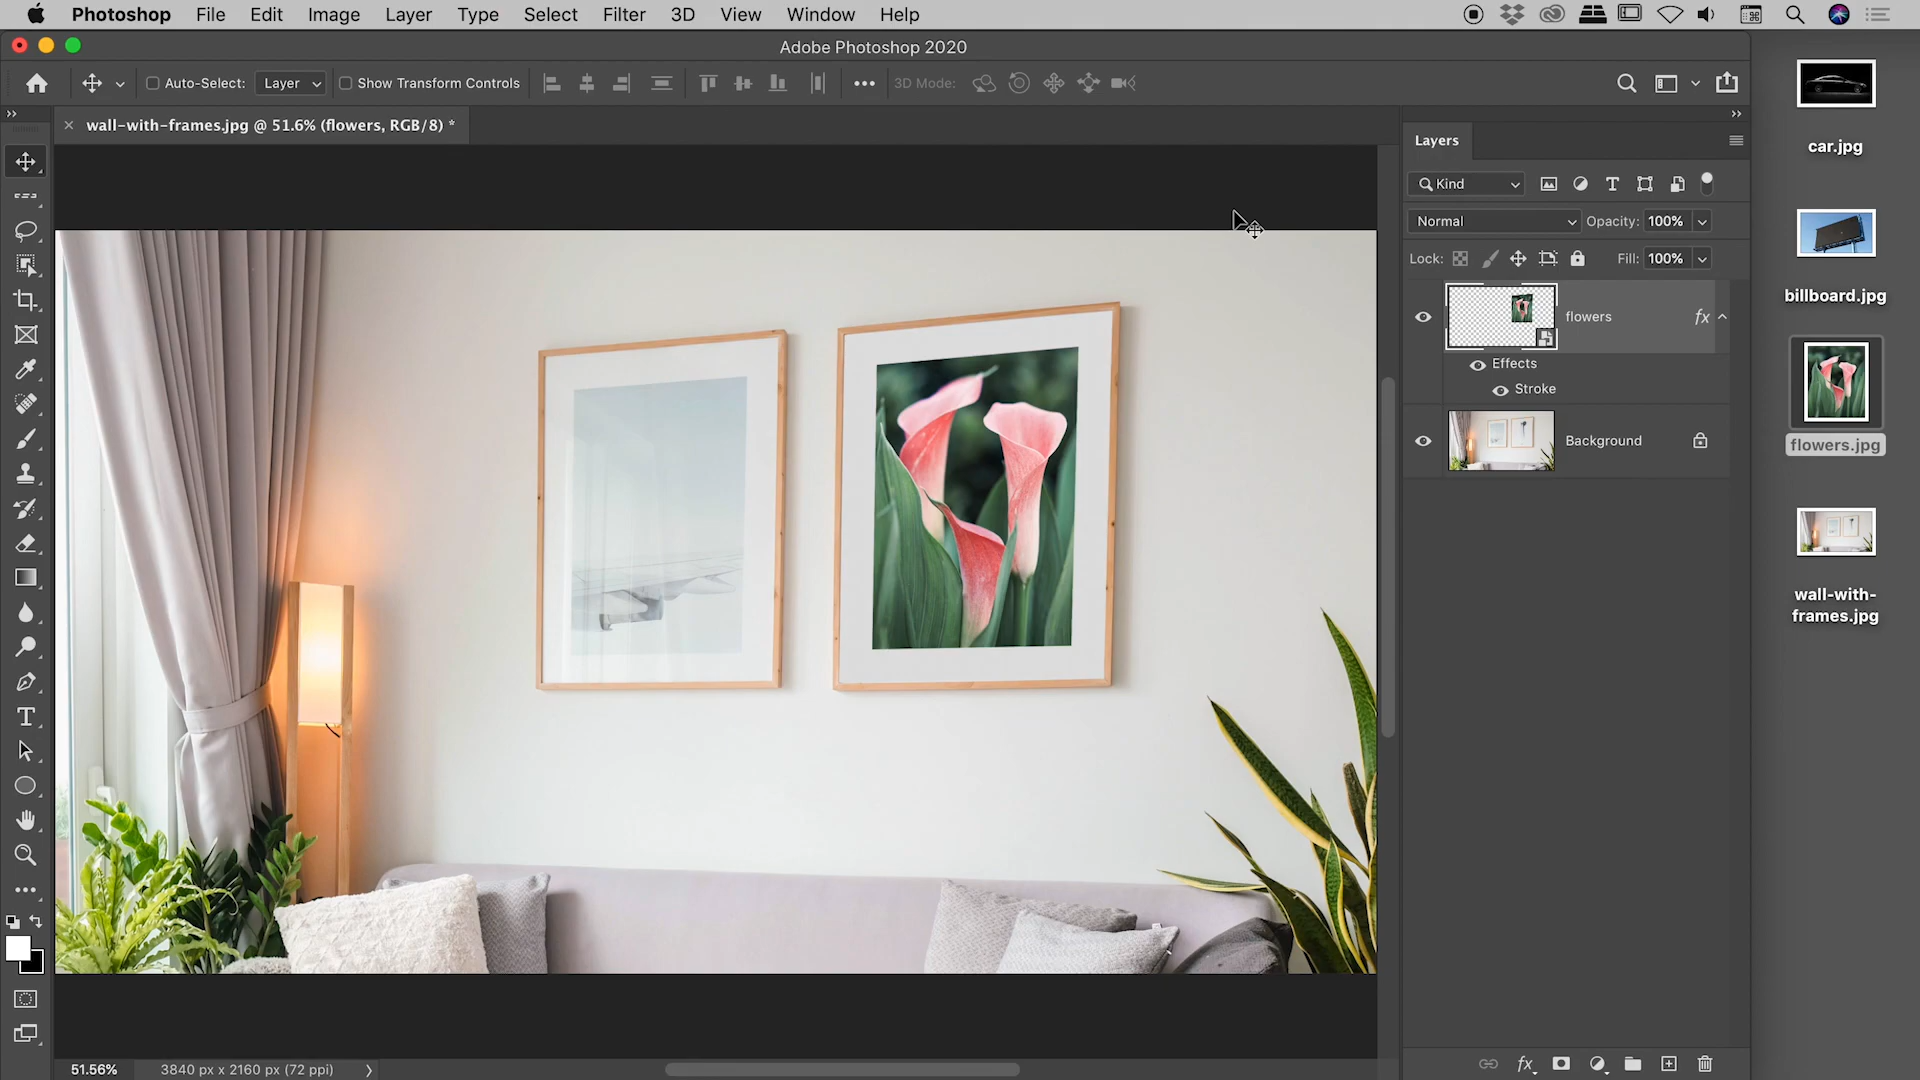 Photoshop File Edit Image Layer Type Select Filter 3D View Window Help
Adobe Photoshop 2020
Auto-Select: Layer Show Transform Controls 3D Mode:
wall-with-frames.jpg @ 51.6% (flowers, RGB/8) *
Layers
Kind
Normal Opacity: 100%
Lock: Fill: 100%
flowers fx
Effects
Stroke
Background
car.jpg
billboard.jpg
flowers.jpg
wall-with-
frames.jpg
51.56% 3840 px x 2160 px (72 ppi)
fx